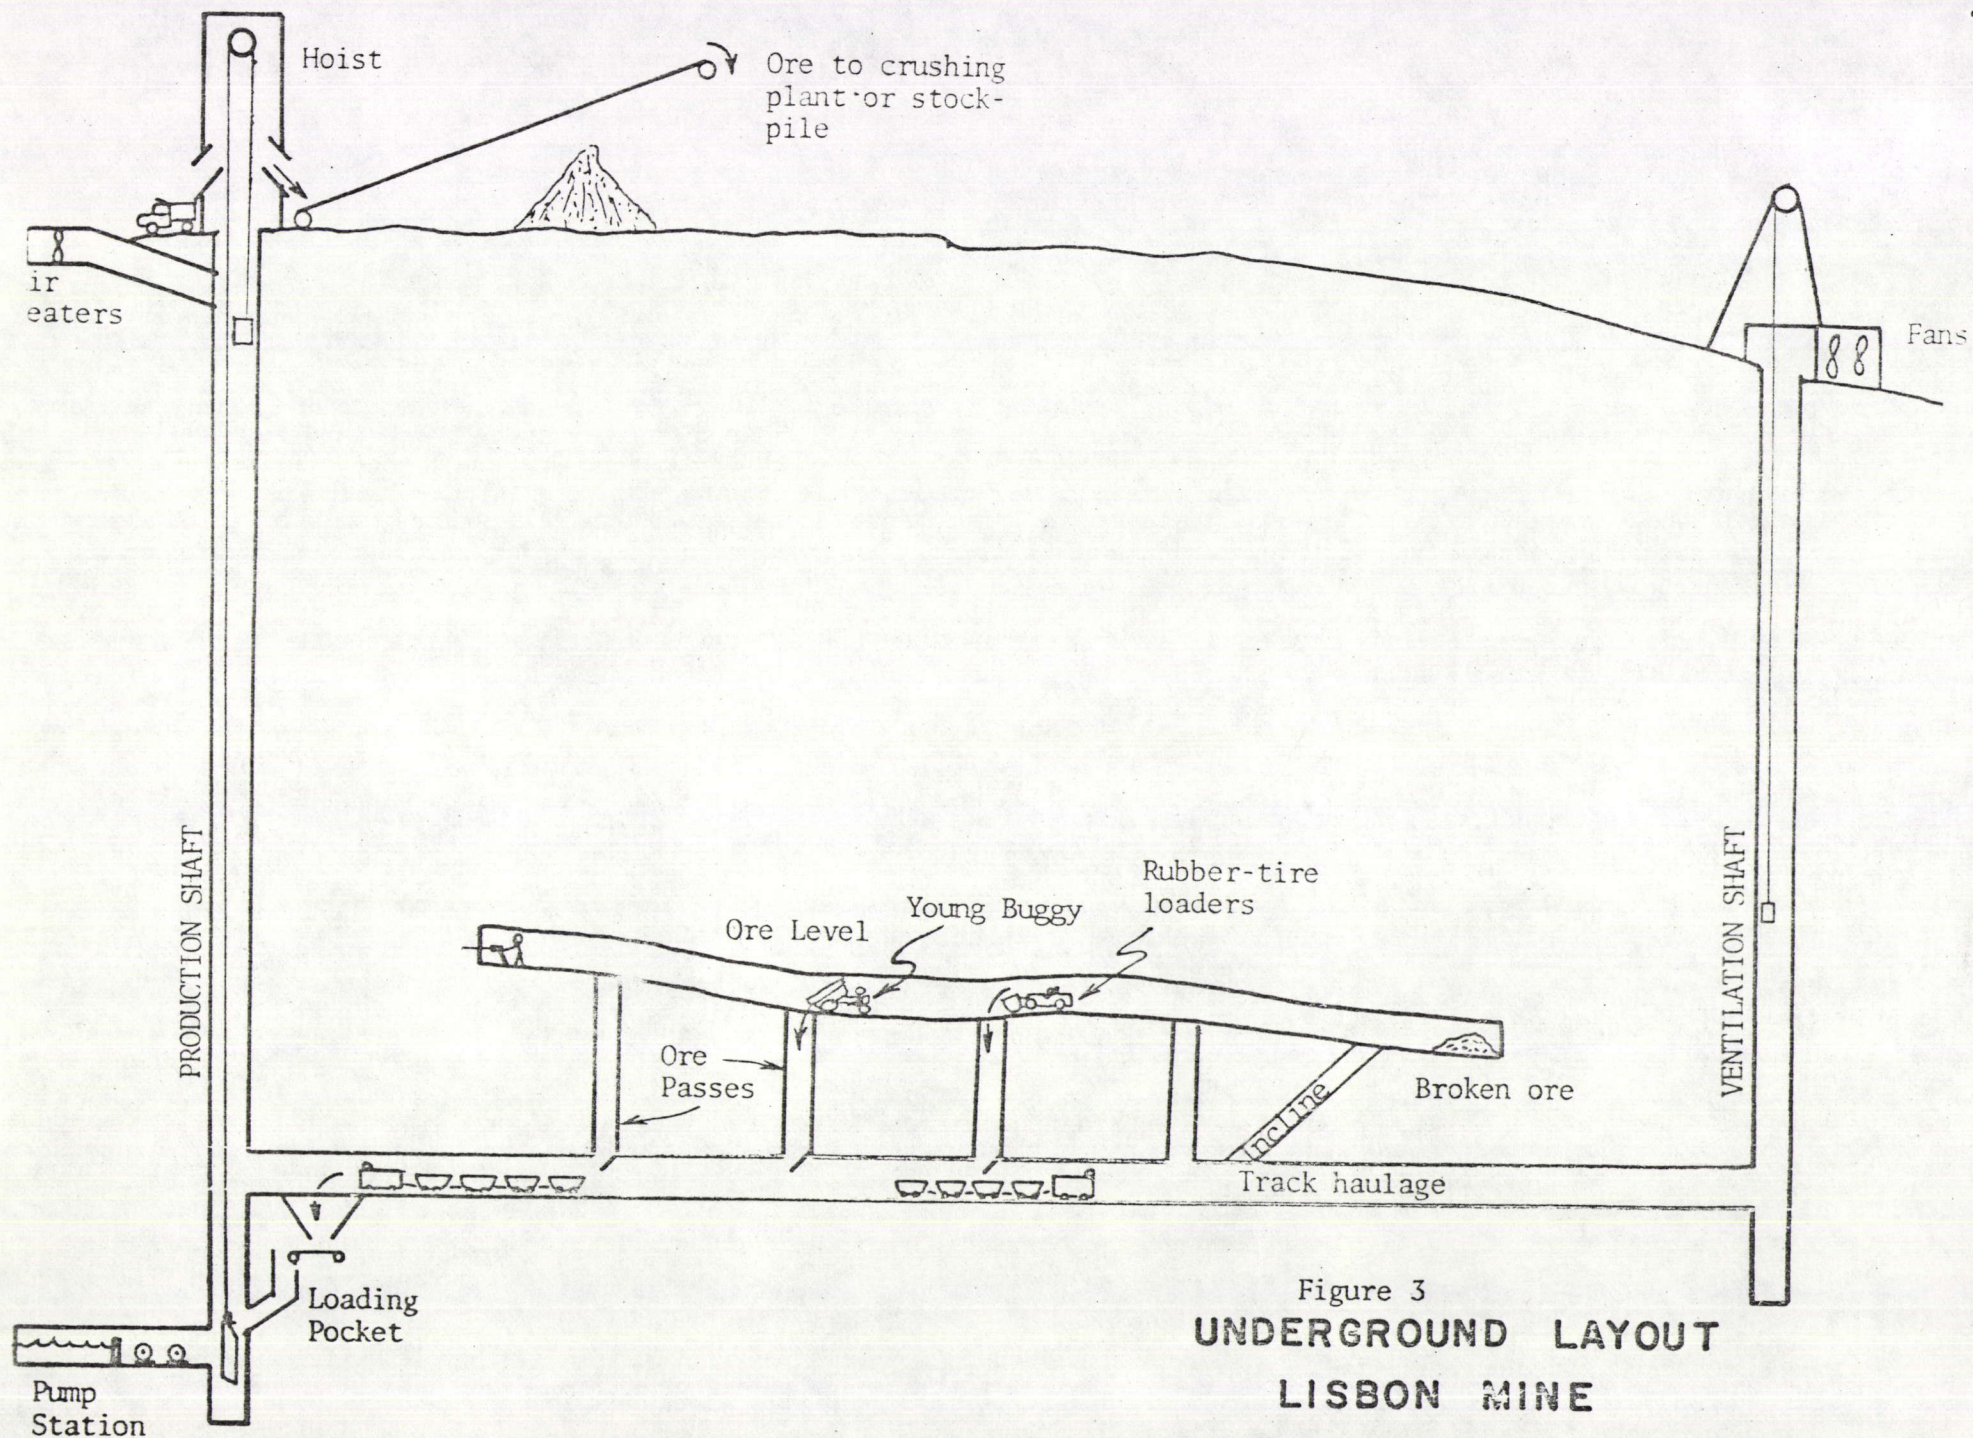 Hoist
Ore to crushing
plant or stock-
pile
ir
eaters
Fans
PRODUCTION SHAFT
VENTILATION SHAFT
Rubber-tire
loaders
Young Buggy
Ore Level
Ore
Passes
Incline
Broken ore
Track haulage
Loading
Pocket
Pump
Station
Figure 3
UNDERGROUND LAYOUT
LISBON MINE